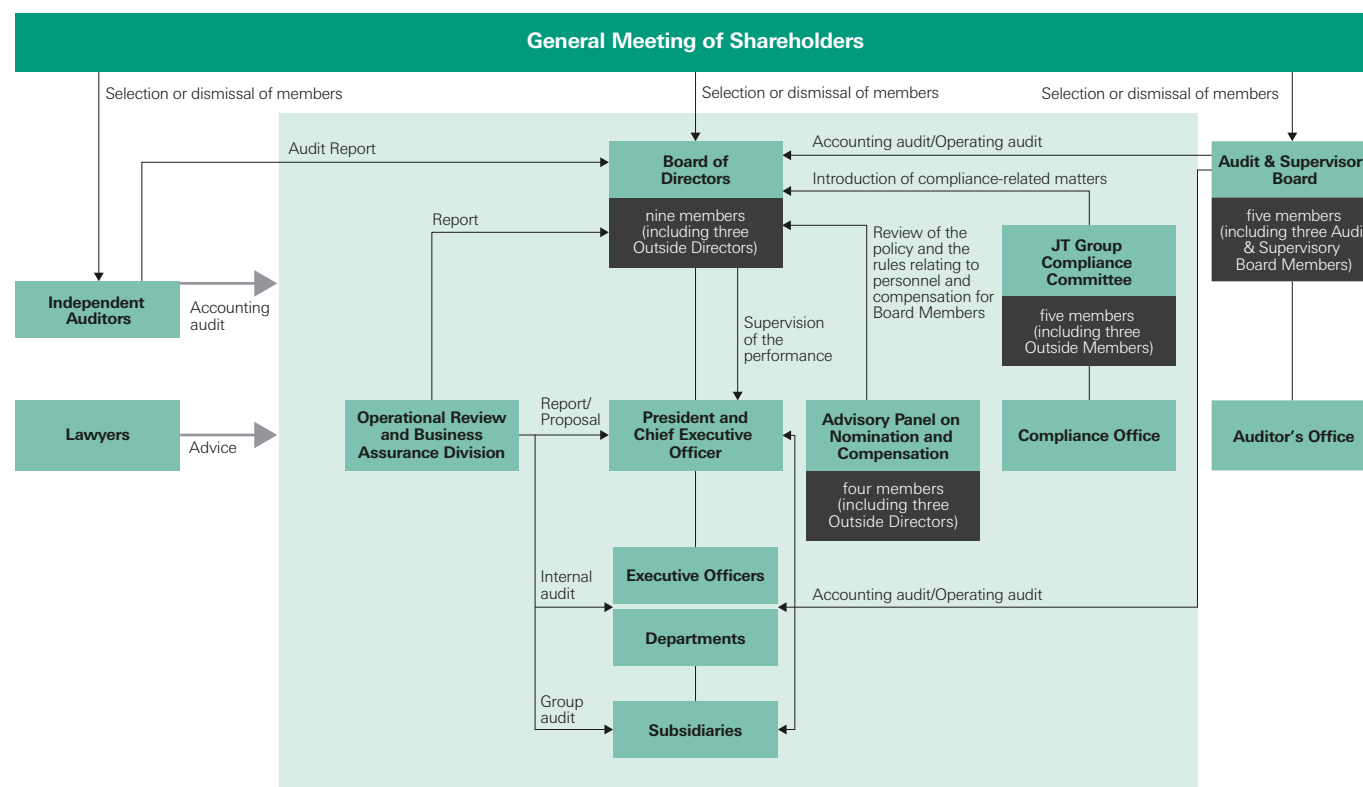 General Meeting of Shareholders
Selection or dismissal of members
Selection or dismissal of members
Selection or dismissal of members
Audit Report
Board of
Directors
nine members
(including three
Outside Directors)
Accounting audit/Operating audit
Audit & Supervisor
Board
five members
(including three Audi
& Supervisory
Board Members)
Introduction of compliance-related matters
Report
Review of the
policy and the
rules relating to
personnel and
compensation for
Board Members
JT Group
Compliance
Committee
five members
(including three
Outside Members)
Independent
Auditors
Accounting
audit
Supervision
of the
performance
Lawyers
Advice
Operational Review
and Business
Assurance Division
Report/
Proposal
President and
Chief Executive
Officer
Advisory Panel on
Nomination and
Compensation
four members
(including three
Outside Directors)
Compliance Office
Auditor's Office
Internal
audit
Executive Officers
Accounting audit/Operating audit
Departments
Group
audit
Subsidiaries